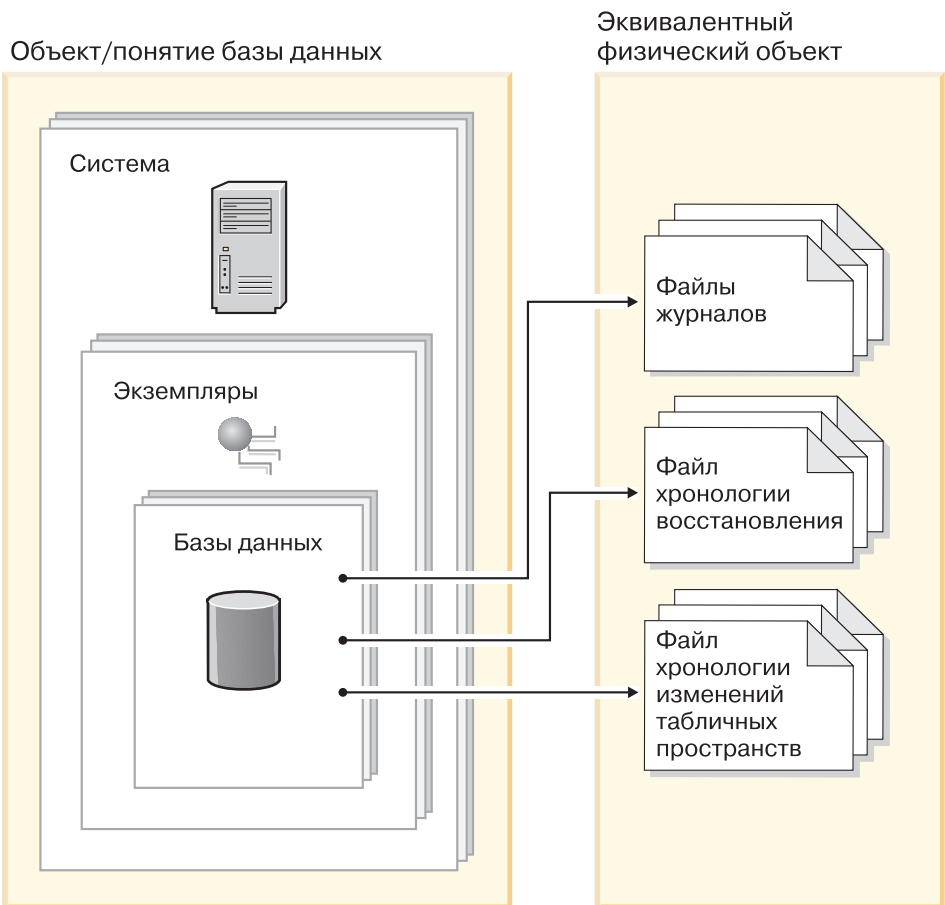 Объект/понятие базы данных
Эквивалентный
физический объект
Система
Экземпляры
Базы данных
Файлы
журналов
Файл
хронологии
восстановления
Файл
хронологии
изменений
табличных
пространств